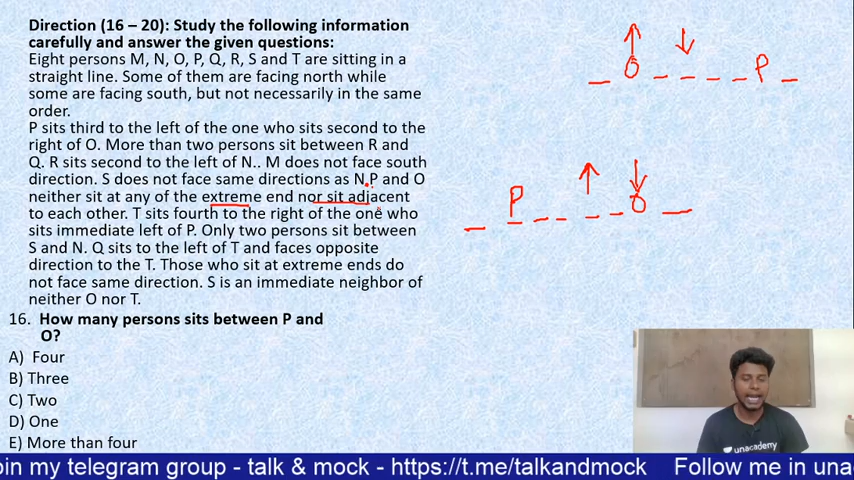 Direction (16 – 20): Study the following information
carefully and answer the given questions:
Eight persons M, N, O, P, Q, R, S and T are sitting in a
straight line. Some of them are facing north while
some are facing south, but not necessarily in the same
order.
P sits third to the left of the one who sits second to the
right of O. More than two persons sit between R and
Q. R sits second to the left of N.. M does not face south
direction. S does not face same directions as N.P and O
neither sit at any of the extreme end nor sit adjacent
to each other. T sits fourth to the right of the one who
sits immediate left of P. Only two persons sit between
S and N. Q sits to the left of T and faces opposite
direction to the T. Those who sit at extreme ends do
not face same direction. S is an immediate neighbor of
neither O nor T.
16. How many persons sits between P and
O?
A) Four
B) Three
C) Two
D) One
E) More than four
O P
P O
unacademy
oin my telegram group - talk & mock - https://t.me/talkandmock Follow me in una